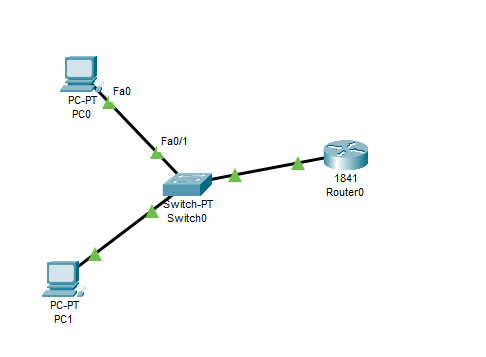 Fa0
PC-PT
PC0
Fa0/1
1841
Router0
Switch-PT
Switch0
PC-PT
PC1